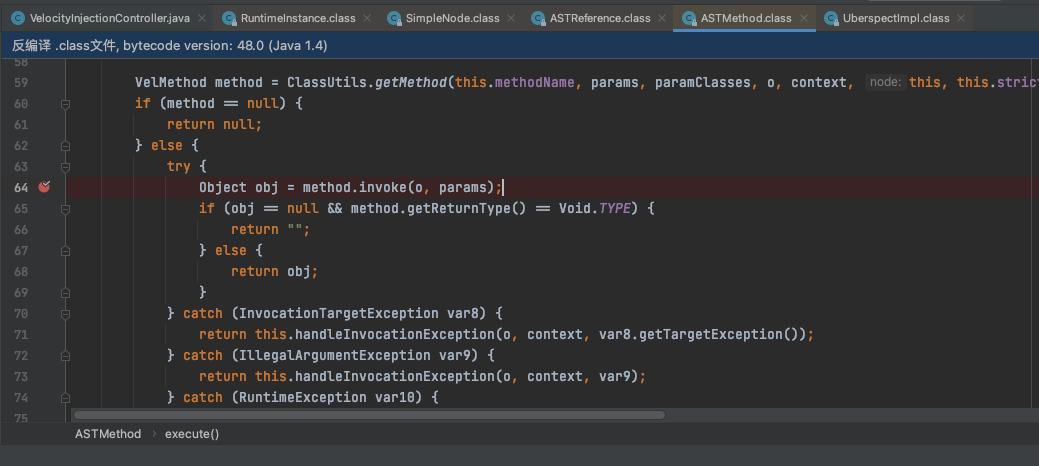 VelocityInjectionController.java RuntimeInstance.class SimpleNode.class ASTReference.class ASTMethod.class UberspectImpl.class
反编译 .class文件, bytecode version: 48.0 (Java 1.4)
58
59 VelMethod method = ClassUtils.getMethod(this.methodName, params, paramClasses, o, context, node: this, this.strict
60 if (method == null) {
61 return null;
62 } else {
63 try {
64 Object obj = method.invoke(o, params);
65 if (obj == null && method.getReturnType() == Void.TYPE) {
66 return "";
67 } else {
68 return obj;
69 }
70 } catch (InvocationTargetException var8) {
71 return this.handleInvocationException(o, context, var8.getTargetException());
72 } catch (IllegalArgumentException var9) {
73 return this.handleInvocationException(o, context, var9);
74 } catch (RuntimeException var10) {
75
ASTMethod › execute()